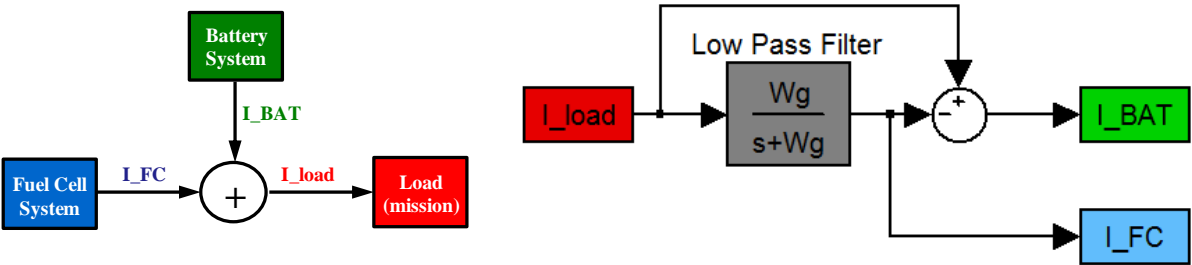 Battery
System
I_BAT
Fuel Cell
System
I_FC
+
I_load
Load
(mission)
Low Pass Filter
I_load
Wg
s+Wg
+
−
I_BAT
I_FC